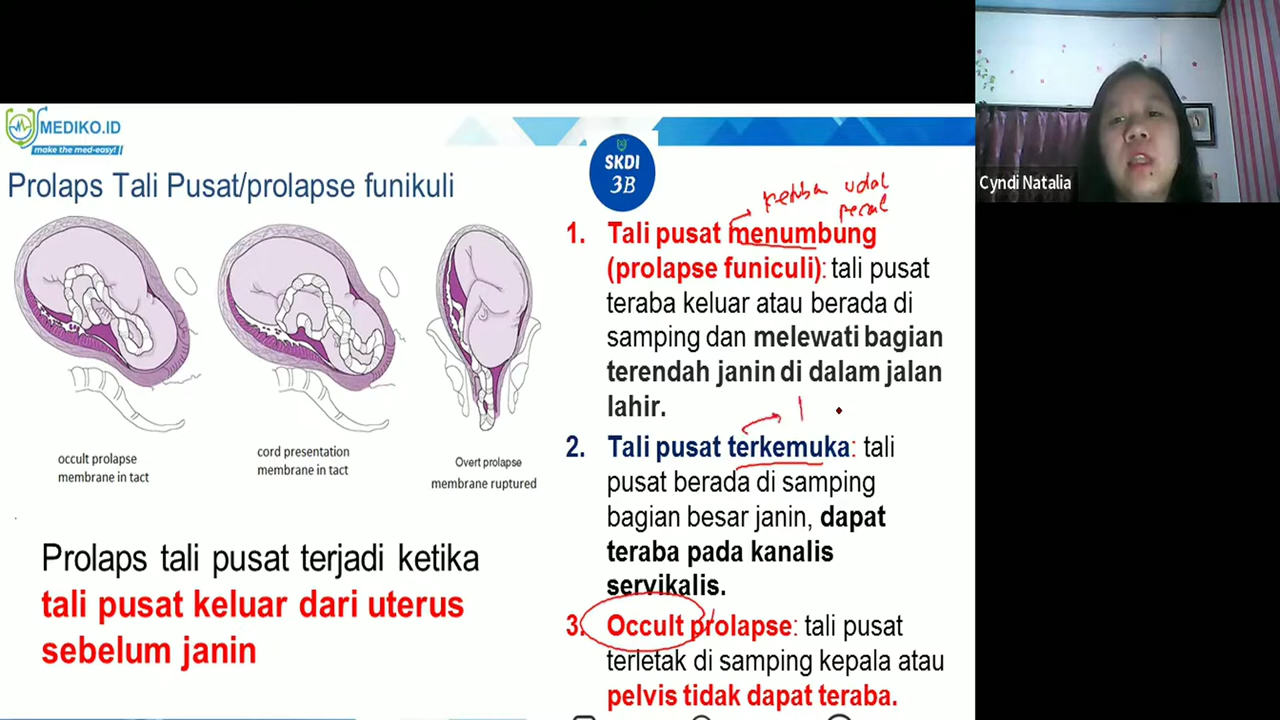 MEDIKO.ID
make the med-easy!
Prolaps Tali Pusat/prolapse funikuli
occult prolapse
membrane in tact
cord presentation
membrane in tact
Overt prolapse
membrane ruptured
Prolaps tali pusat terjadi ketika
tali pusat keluar dari uterus
sebelum janin
SKDI
3B
1. Tali pusat menumbung
(prolapse funiculi): tali pusat
teraba keluar atau berada di
samping dan melewati bagian
terendah janin di dalam jalan
lahir.
2. Tali pusat terkemuka: tali
pusat berada di samping
bagian besar janin, dapat
teraba pada kanalis
servikalis.
3. Occult prolapse: tali pusat
terletak di samping kepala atau
pelvis tidak dapat teraba.
Cyndi Natalia